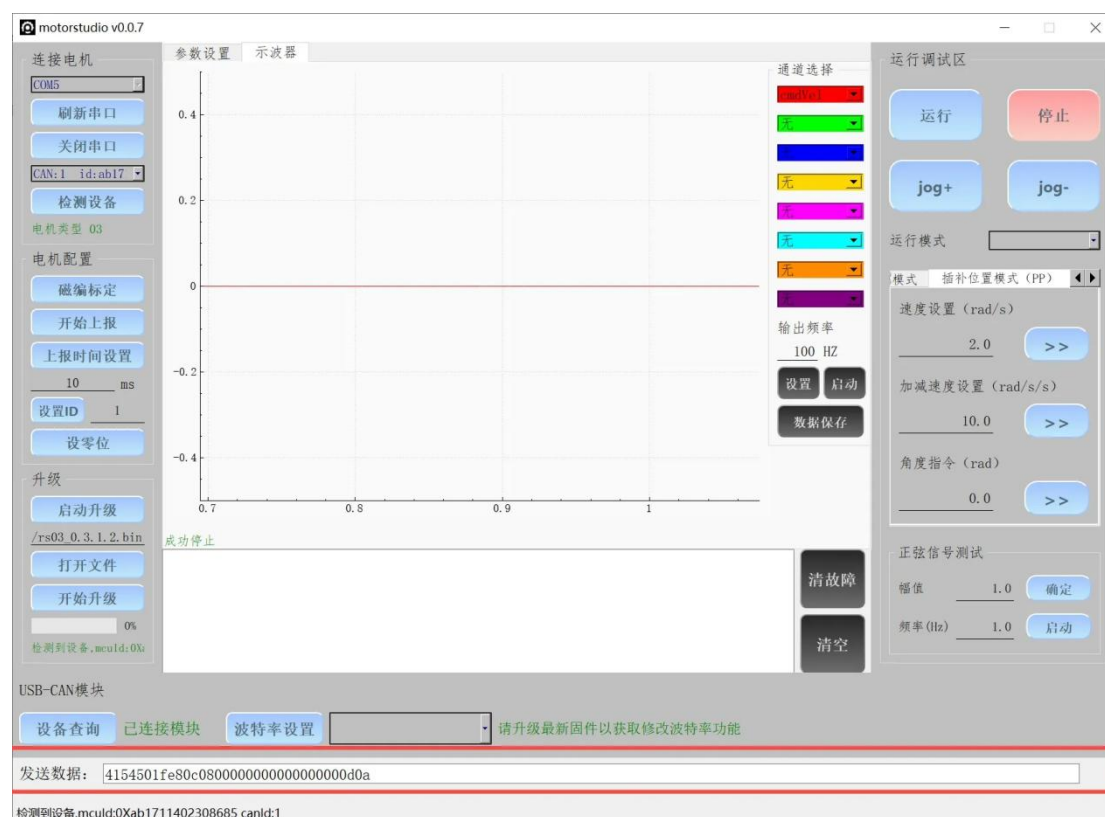 motorstudio v0.0.7
连接电机
COM5
刷新串口
关闭串口
CAN:1 id:ab17
检测设备
电机类型 03
电机配置
磁编标定
开始上报
上报时间设置
10 ms
设置ID 1
设零位
升级
启动升级
/rs03_0.3.1.2.bin
打开文件
开始升级
0%
检测到设备,mcuId:0Xa
参数设置 示波器
0.4
0.2
0
-0.2
-0.4
0.7 0.8 0.9 1
通道选择
cmdVel
无
无
无
无
无
无
输出频率
100 HZ
设置 启动
数据保存
成功停止
清故障
清空
运行调试区
运行 停止
jog+ jog-
运行模式
模式 插补位置模式（PP）
速度设置（rad/s）
2.0 >>
加减速度设置（rad/s/s）
10.0 >>
角度指令（rad）
0.0 >>
正弦信号测试
幅值 1.0 确定
频率(Hz) 1.0 启动
USB-CAN模块
设备查询 已连接模块 波特率设置 请升级最新固件以获取修改波特率功能
发送数据： 4154501fe80c0800000000000000000d0a
检测到设备,mcuId:0Xab1711402308685 canId:1